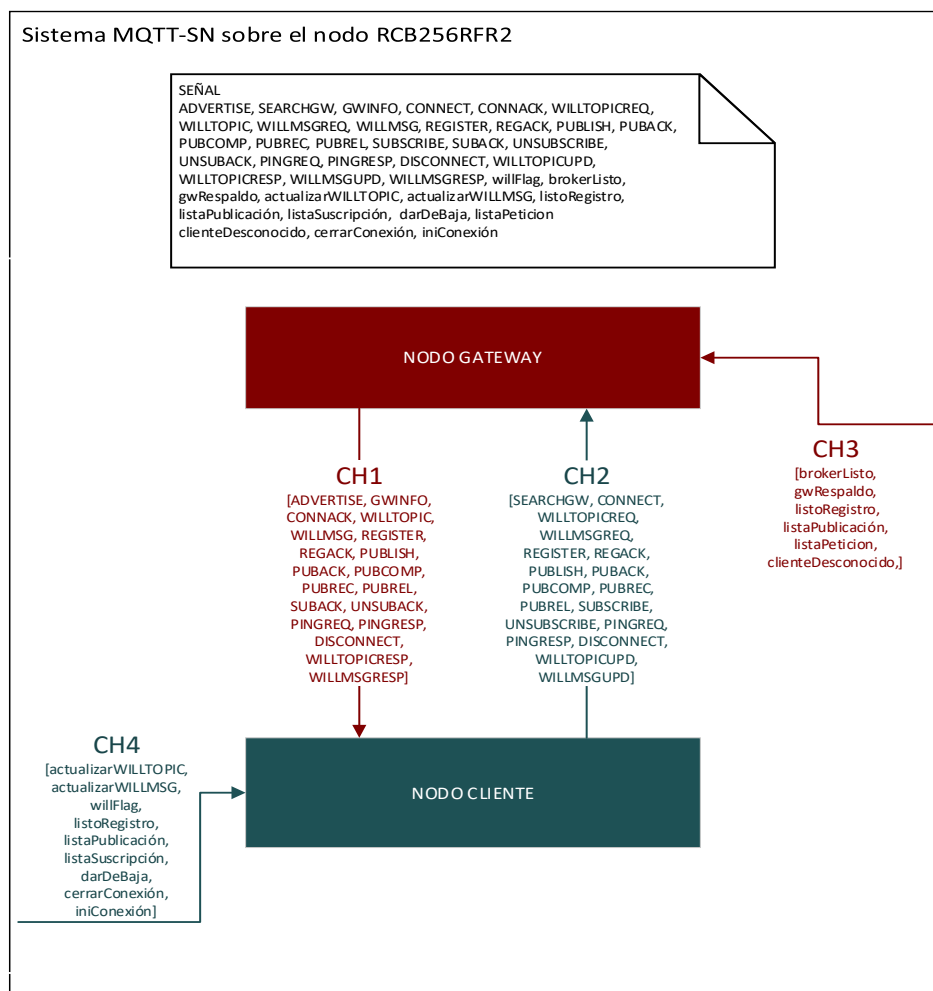 Sistema MQTT-SN sobre el nodo RCB256RFR2
SEÑAL
ADVERTISE, SEARCHGW, GWINFO, CONNECT, CONNACK, WILLTOPICREQ,
WILLTOPIC, WILLMSGREQ, WILLMSG, REGISTER, REGACK, PUBLISH, PUBACK,
PUBCOMP, PUBREC, PUBREL, SUBSCRIBE, SUBACK, UNSUBSCRIBE,
UNSUBACK, PINGREQ, PINGRESP, DISCONNECT, WILLTOPICUPD,
WILLTOPICRESP, WILLMSGUPD, WILLMSGRESP, willFlag, brokerListo,
gwRespaldo, actualizarWILLTOPIC, actualizarWILLMSG, listoRegistro,
listaPublicación, listaSuscripción, darDeBaja, listaPeticion
clienteDesconocido, cerrarConexión, iniConexión
NODO GATEWAY
CH1
[ADVERTISE, GWINFO,
CONNACK, WILLTOPIC,
WILLMSG, REGISTER,
REGACK, PUBLISH,
PUBACK, PUBCOMP,
PUBREC, PUBREL,
SUBACK, UNSUBACK,
PINGREQ, PINGRESP,
DISCONNECT,
WILLTOPICRESP,
WILLMSGRESP]
CH2
[SEARCHGW, CONNECT,
WILLTOPICREQ,
WILLMSGREQ,
REGISTER, REGACK,
PUBLISH, PUBACK,
PUBCOMP, PUBREC,
PUBREL, SUBSCRIBE,
UNSUBSCRIBE, PINGREQ,
PINGRESP, DISCONNECT,
WILLTOPICUPD,
WILLMSGUPD]
CH3
[brokerListo,
gwRespaldo,
listoRegistro,
listaPublicación,
listaPeticion,
clienteDesconocido,]
CH4
[actualizarWILLTOPIC,
actualizarWILLMSG,
willFlag,
listoRegistro,
listaPublicación,
listaSuscripción,
darDeBaja,
cerrarConexión,
iniConexión]
NODO CLIENTE